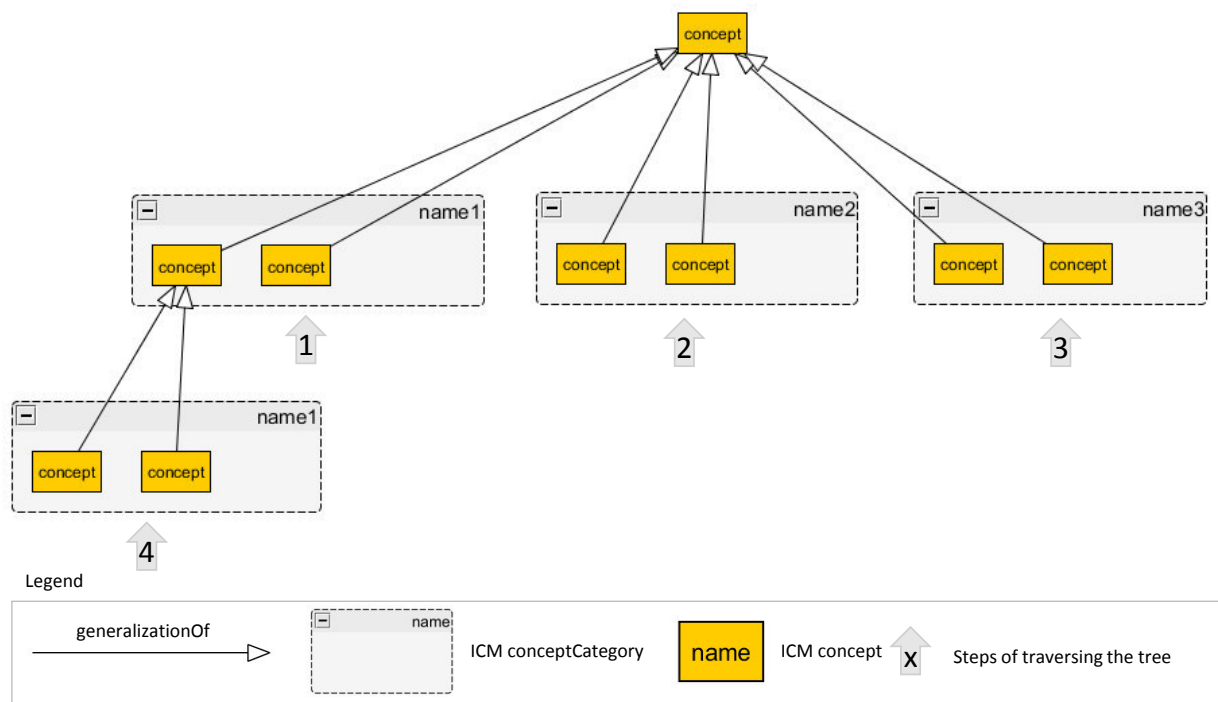 concept
name1
name2
name3
concept
concept
concept
concept
concept
concept
1
2
3
name1
concept
concept
4
Legend
generalizationOf
name
ICM conceptCategory
name
ICM concept
x
Steps of traversing the tree